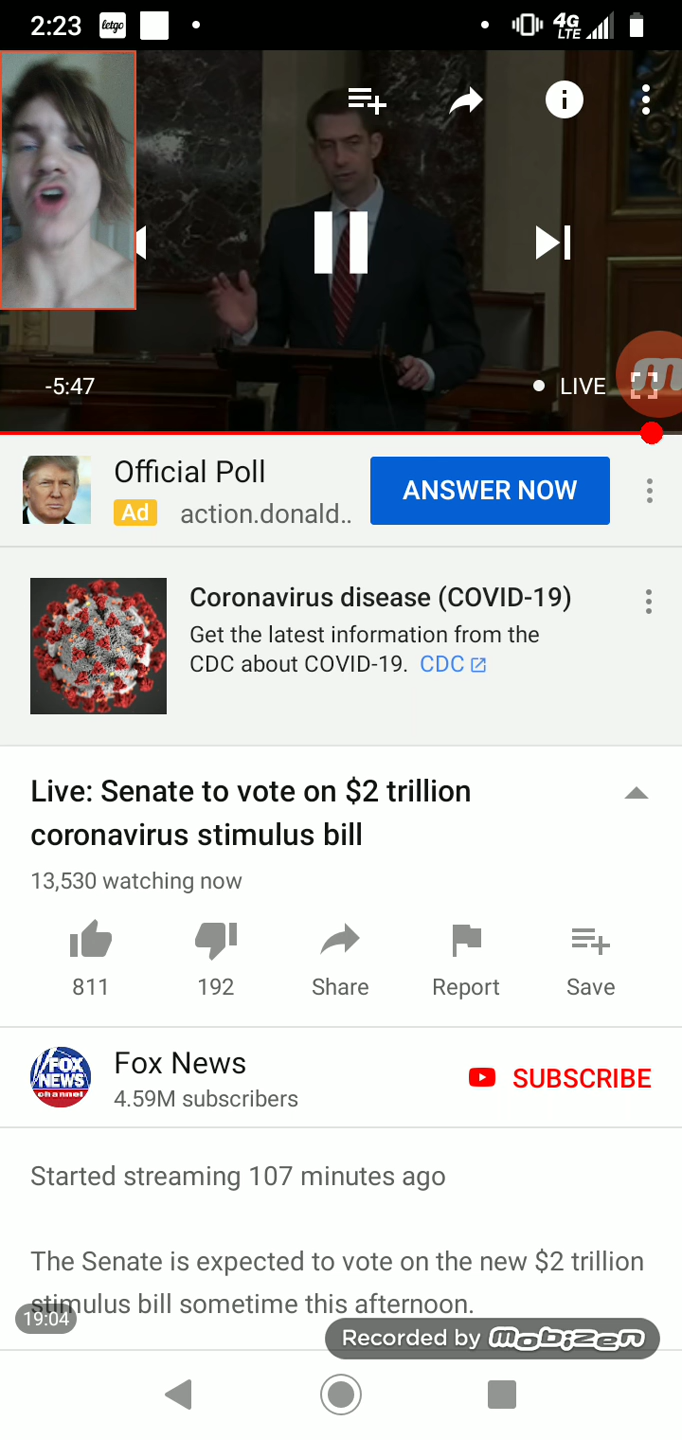 2:23 letgo 4G
LTE
-5:47
LIVE
Official Poll
Ad action.donald..
ANSWER NOW
Coronavirus disease (COVID-19)
Get the latest information from the
CDC about COVID-19. CDC
Live: Senate to vote on $2 trillion
coronavirus stimulus bill
13,530 watching now
811 192 Share Report Save
FOX
NEWS
channel
Fox News
4.59M subscribers
SUBSCRIBE
Started streaming 107 minutes ago
The Senate is expected to vote on the new $2 trillion
stimulus bill sometime this afternoon.
19:04
Recorded by mobizen